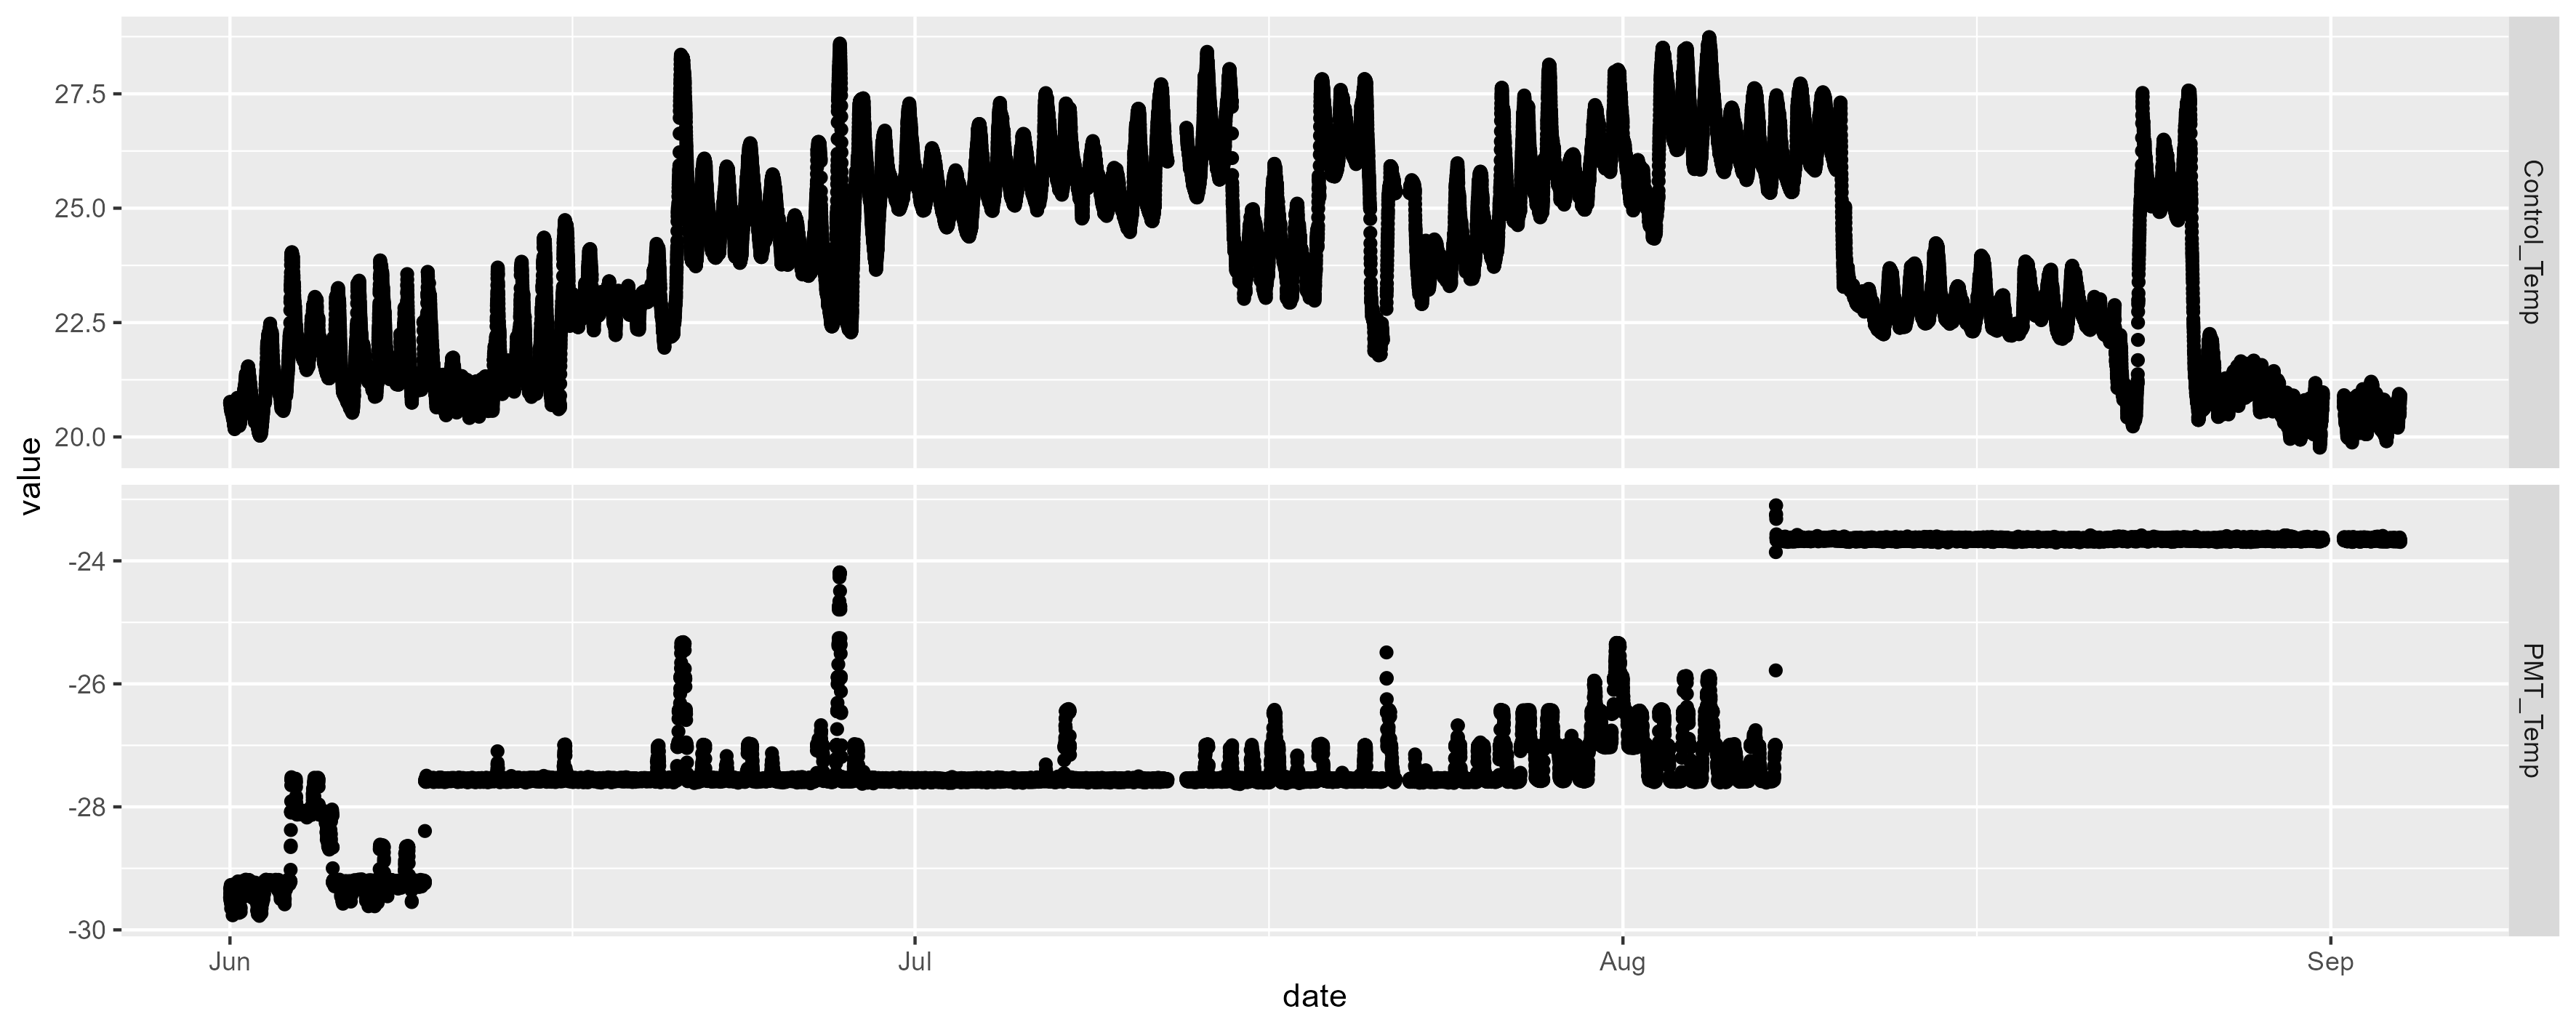 value
27.5
25.0
22.5
20.0
Control_Temp
-24
-26
-28
-30
PMT_Temp
Jun
Jul
Aug
Sep
date